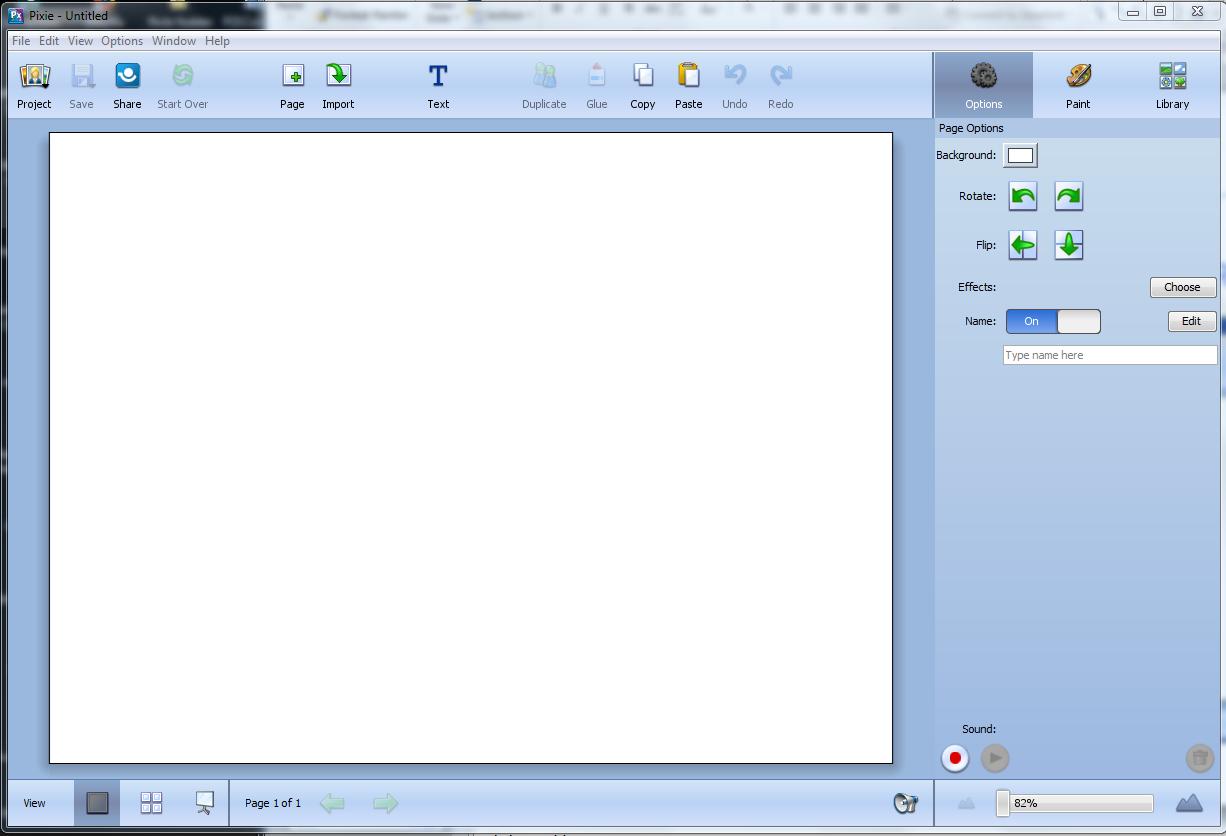 Pixie - Untitled
File Edit View Options Window Help
Project Save Share Start Over Page Import Text Duplicate Glue Copy Paste Undo Redo Options Paint Library
Page Options
Background:
Rotate:
Flip:
Effects: Choose
Name: On Edit
Type name here
Sound:
View Page 1 of 1 82%